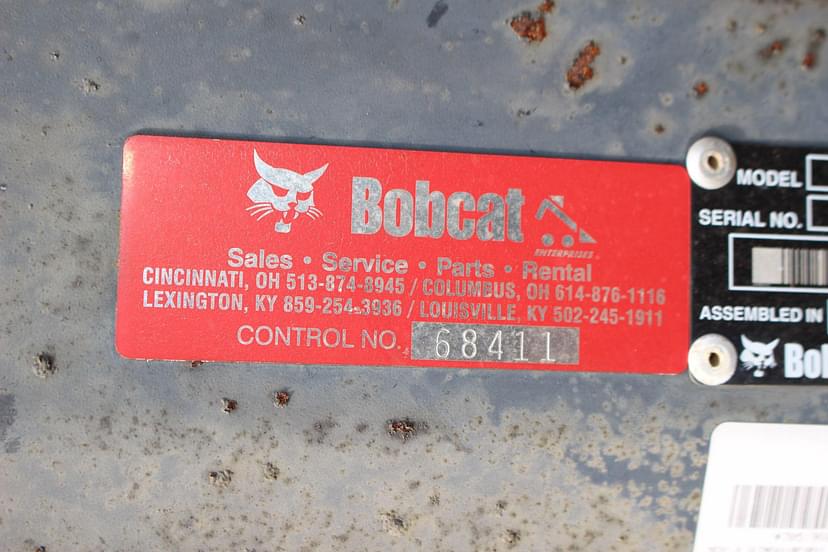 Bobcat
ENTERPRISES
Sales • Service • Parts • Rental
CINCINNATI, OH 513-874-8945 / COLUMBUS, OH 614-876-1116
LEXINGTON, KY 859-254-3936 / LOUISVILLE, KY 502-245-1911
CONTROL NO. 68411
MODEL
SERIAL NO.
ASSEMBLED IN
Bob